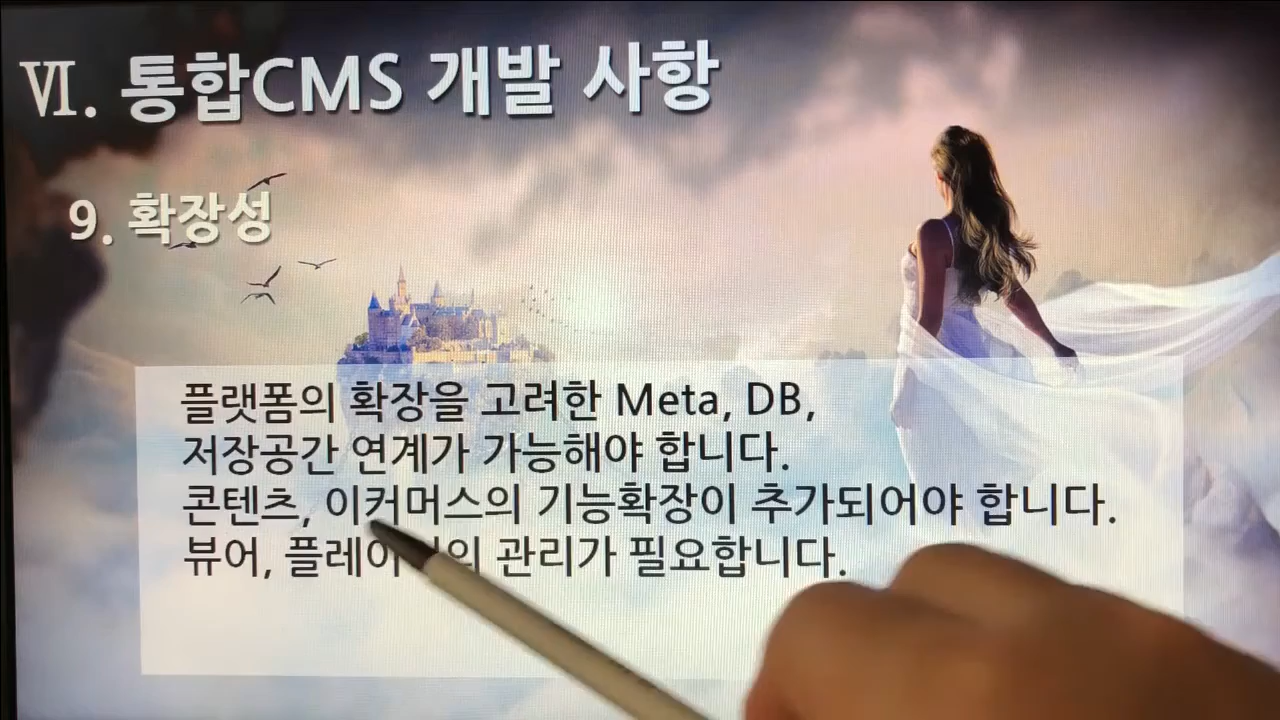 Ⅵ. 통합CMS 개발 사항
9. 확장성
플랫폼의 확장을 고려한 Meta, DB,
저장공간 연계가 가능해야 합니다.
콘텐츠, 이커머스의 기능확장이 추가되어야 합니다.
뷰어, 관리가 필요합니다.